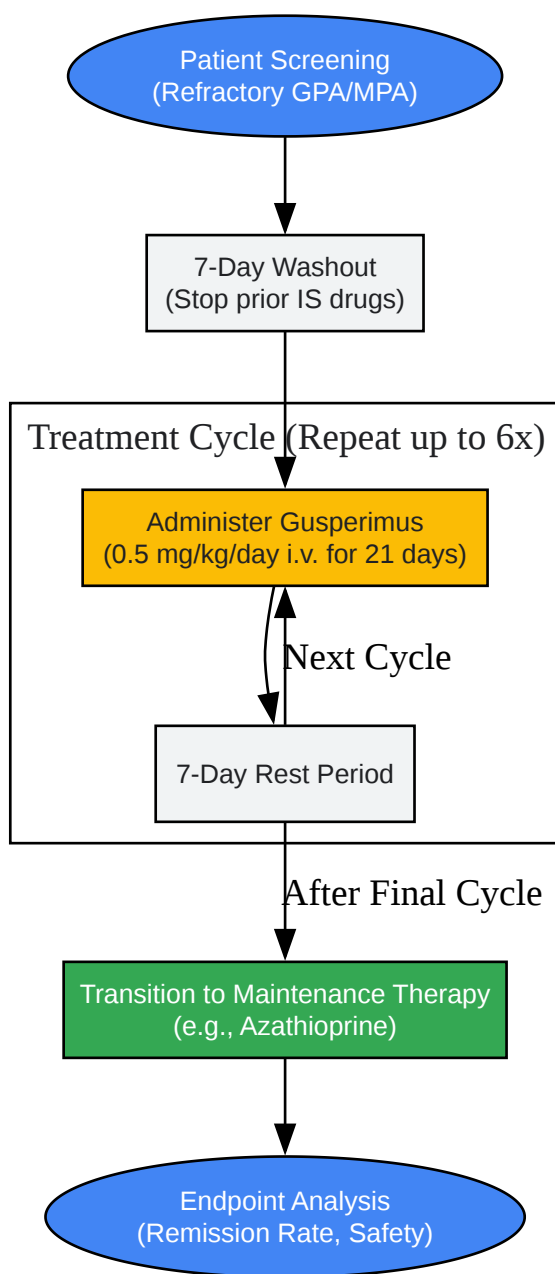 Patient Screening
(Refractory GPA/MPA)
7-Day Washout
(Stop prior IS drugs)
Treatment Cycle (Repeat up to 6x)
Administer Gusperimus
(0.5 mg/kg/day i.v. for 21 days)
Next Cycle
7-Day Rest Period
After Final Cycle
Transition to Maintenance Therapy
(e.g., Azathioprine)
Endpoint Analysis
(Remission Rate, Safety)